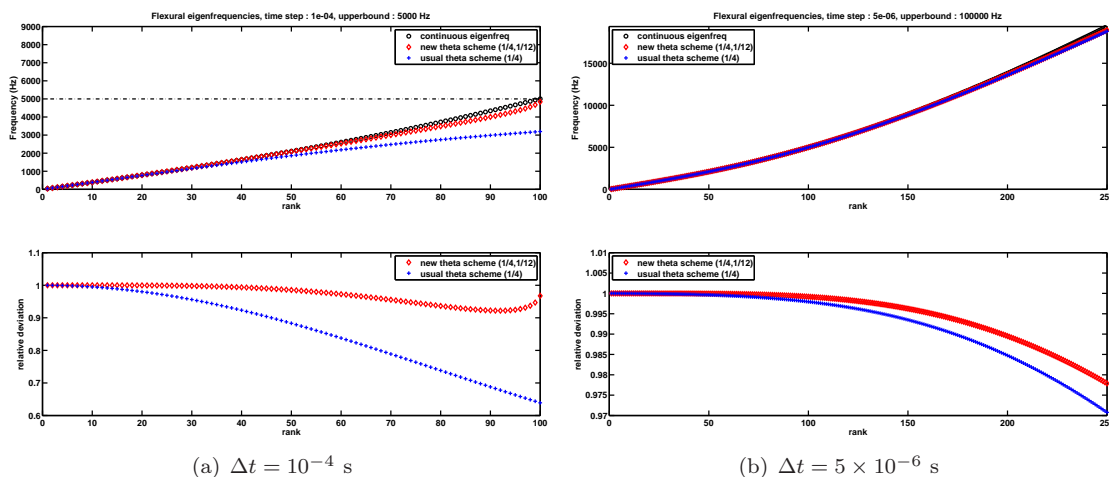 Flexural eigenfrequencies, time step : 1e-04, upperbound : 5000 Hz
9000
8000
7000
6000
5000
4000
3000
2000
1000
0
Frequency (Hz)
continuous eigenfreq
new theta scheme (1/4,1/12)
usual theta scheme (1/4)
0 10 20 30 40 50 60 70 80 90 100
rank
1.1
1
0.9
0.8
0.7
0.6
relative deviation
new theta scheme (1/4,1/12)
usual theta scheme (1/4)
0 10 20 30 40 50 60 70 80 90 100
rank
(a) Δt = 10⁻⁴ s
Flexural eigenfrequencies, time step : 5e-06, upperbound : 100000 Hz
15000
10000
5000
0
Frequency (Hz)
continuous eigenfreq
new theta scheme (1/4,1/12)
usual theta scheme (1/4)
0 50 100 150 200 25
rank
1.01
1.005
1
0.995
0.99
0.985
0.98
0.975
0.97
relative deviation
new theta scheme (1/4,1/12)
usual theta scheme (1/4)
0 50 100 150 200 25
rank
(b) Δt = 5 × 10⁻⁶ s